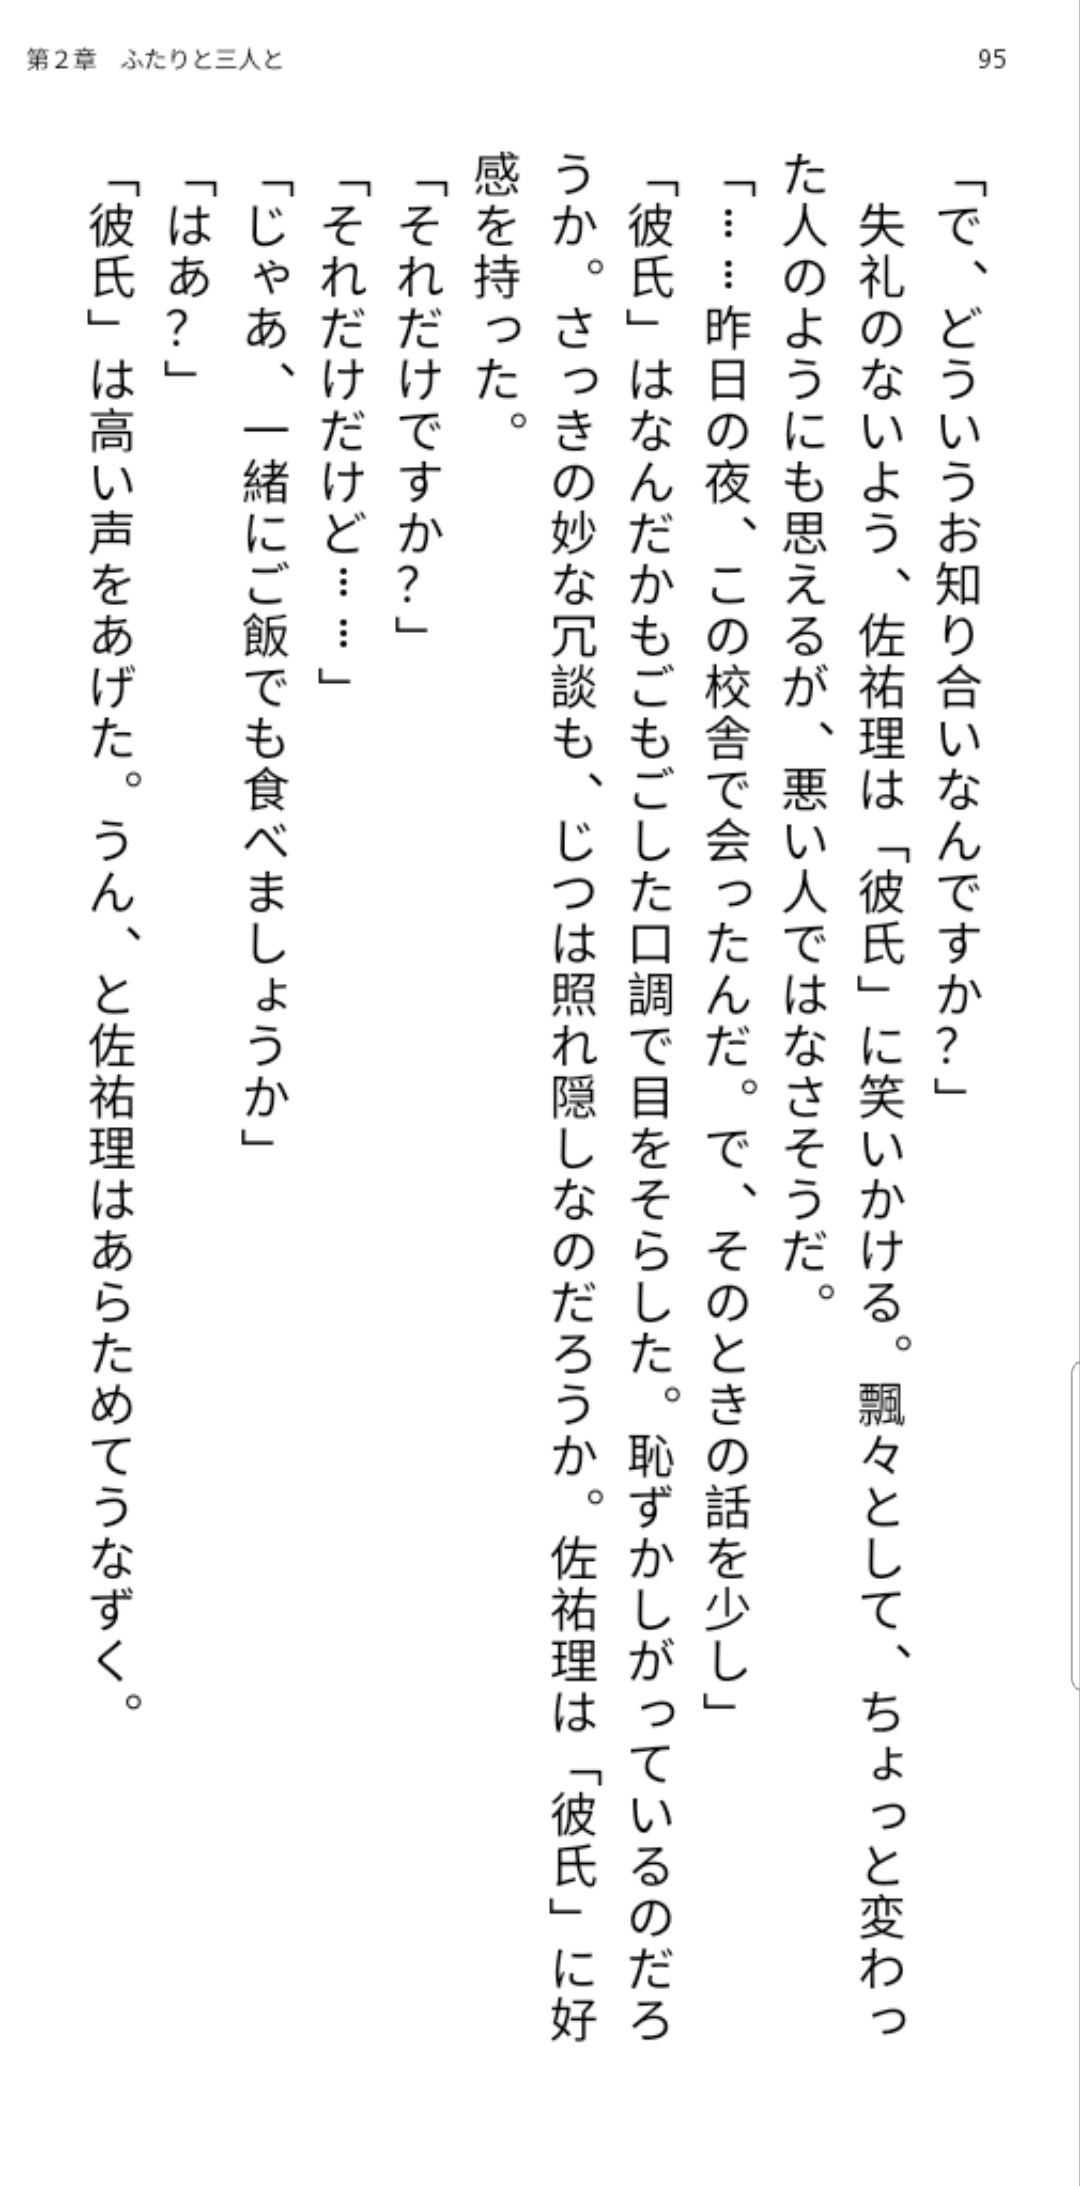 第２章　ふたりと三人と
95
「で、どういうお知り合いなんですか？」
　失礼のないよう、佐祐理は「彼氏」に笑いかける。飄々として、ちょっと変わっ
た人のようにも思えるが、悪い人ではなさそうだ。
「……昨日の夜、この校舎で会ったんだ。で、そのときの話を少し」
「彼氏」はなんだかもごもごした口調で目をそらした。恥ずかしがっているのだろ
うか。さっきの妙な冗談も、じつは照れ隠しなのだろうか。佐祐理は「彼氏」に好
感を持った。
「それだけですか？」
「それだけだけど……」
「じゃあ、一緒にご飯でも食べましょうか」
「はあ？」
「彼氏」は高い声をあげた。うん、と佐祐理はあらためてうなずく。